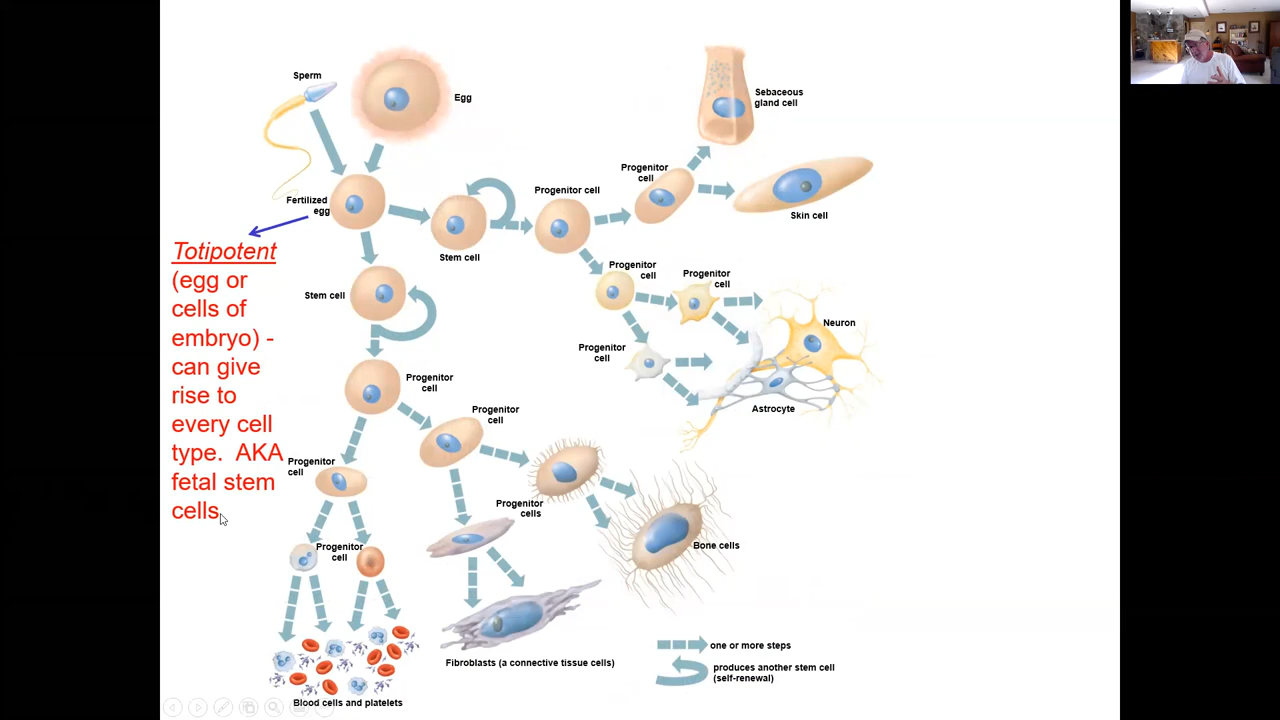 Sperm
Egg
Sebaceous
gland cell
Progenitor
cell
Progenitor cell
Skin cell
Fertilized
egg
Stem cell
Totipotent
(egg or
cells of
embryo) -
can give
rise to
every cell
type.  AKA
fetal stem
cells.
Stem cell
Progenitor
cell
Progenitor
cell
Neuron
Progenitor
cell
Astrocyte
Progenitor
cell
Progenitor
cell
Progenitor
cell
Progenitor
cells
Bone cells
Progenitor
cell
Fibroblasts (a connective tissue cells)
Blood cells and platelets
one or more steps
produces another stem cell
(self-renewal)